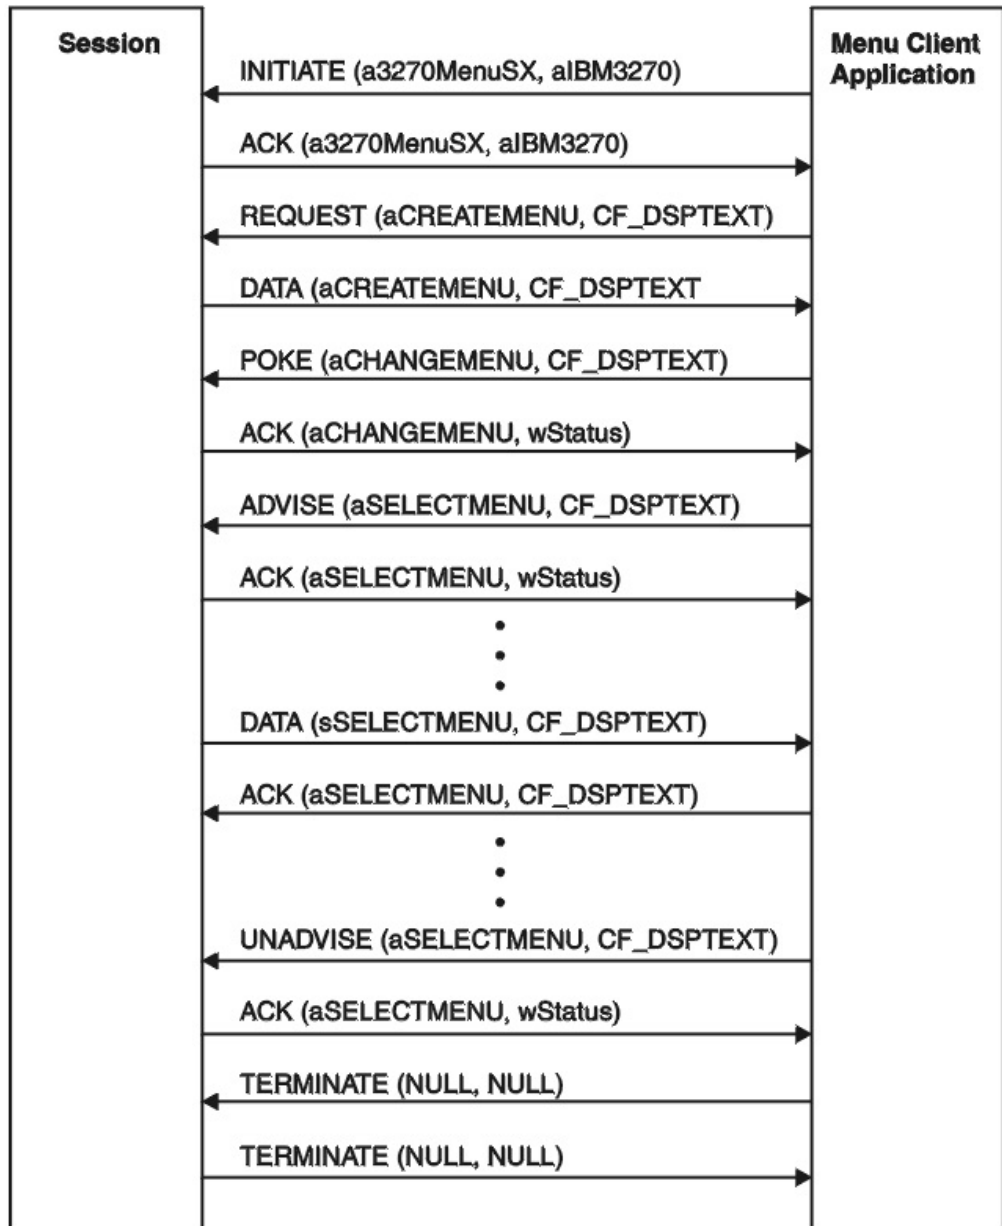 Session
Menu Client
Application
INITIATE (a3270MenuSX, aIBM3270)
ACK (a3270MenuSX, aIBM3270)
REQUEST (aCREATEMENU, CF_DSPTEXT)
DATA (aCREATEMENU, CF_DSPTEXT
POKE (aCHANGEMENU, CF_DSPTEXT)
ACK (aCHANGEMENU, wStatus)
ADVISE (aSELECTMENU, CF_DSPTEXT)
ACK (aSELECTMENU, wStatus)
DATA (sSELECTMENU, CF_DSPTEXT)
ACK (aSELECTMENU, CF_DSPTEXT)
UNADVISE (aSELECTMENU, CF_DSPTEXT)
ACK (aSELECTMENU, wStatus)
TERMINATE (NULL, NULL)
TERMINATE (NULL, NULL)